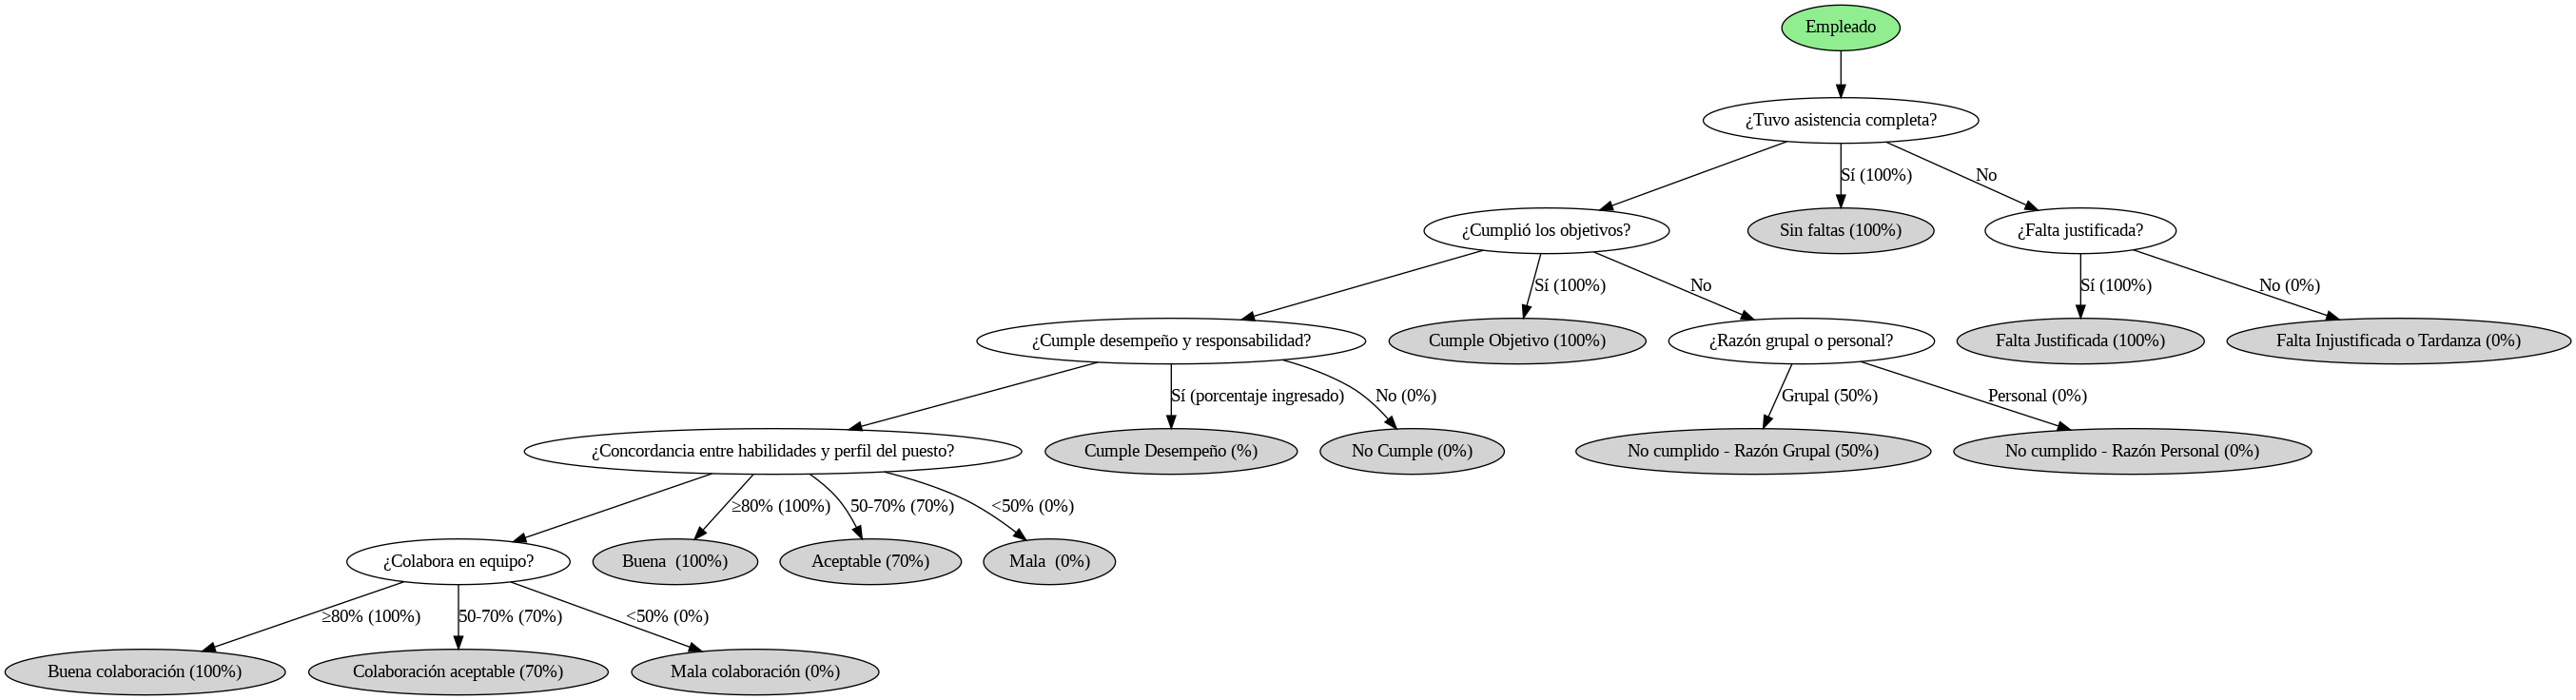 Empleado
¿Tuvo asistencia completa?
Sí (100%)
No
¿Cumplió los objetivos?
Sin faltas (100%)
¿Falta justificada?
Sí (100%)
No
Sí (100%)
No (0%)
¿Cumple desempeño y responsabilidad?
Cumple Objetivo (100%)
¿Razón grupal o personal?
Falta Justificada (100%)
Falta Injustificada o Tardanza (0%)
Sí (porcentaje ingresado)
No (0%)
Grupal (50%)
Personal (0%)
¿Concordancia entre habilidades y perfil del puesto?
Cumple Desempeño (%)
No Cumple (0%)
No cumplido - Razón Grupal (50%)
No cumplido - Razón Personal (0%)
≥80% (100%)
50-70% (70%)
<50% (0%)
¿Colabora en equipo?
Buena  (100%)
Aceptable (70%)
Mala  (0%)
≥80% (100%)
50-70% (70%)
<50% (0%)
Buena colaboración (100%)
Colaboración aceptable (70%)
Mala colaboración (0%)